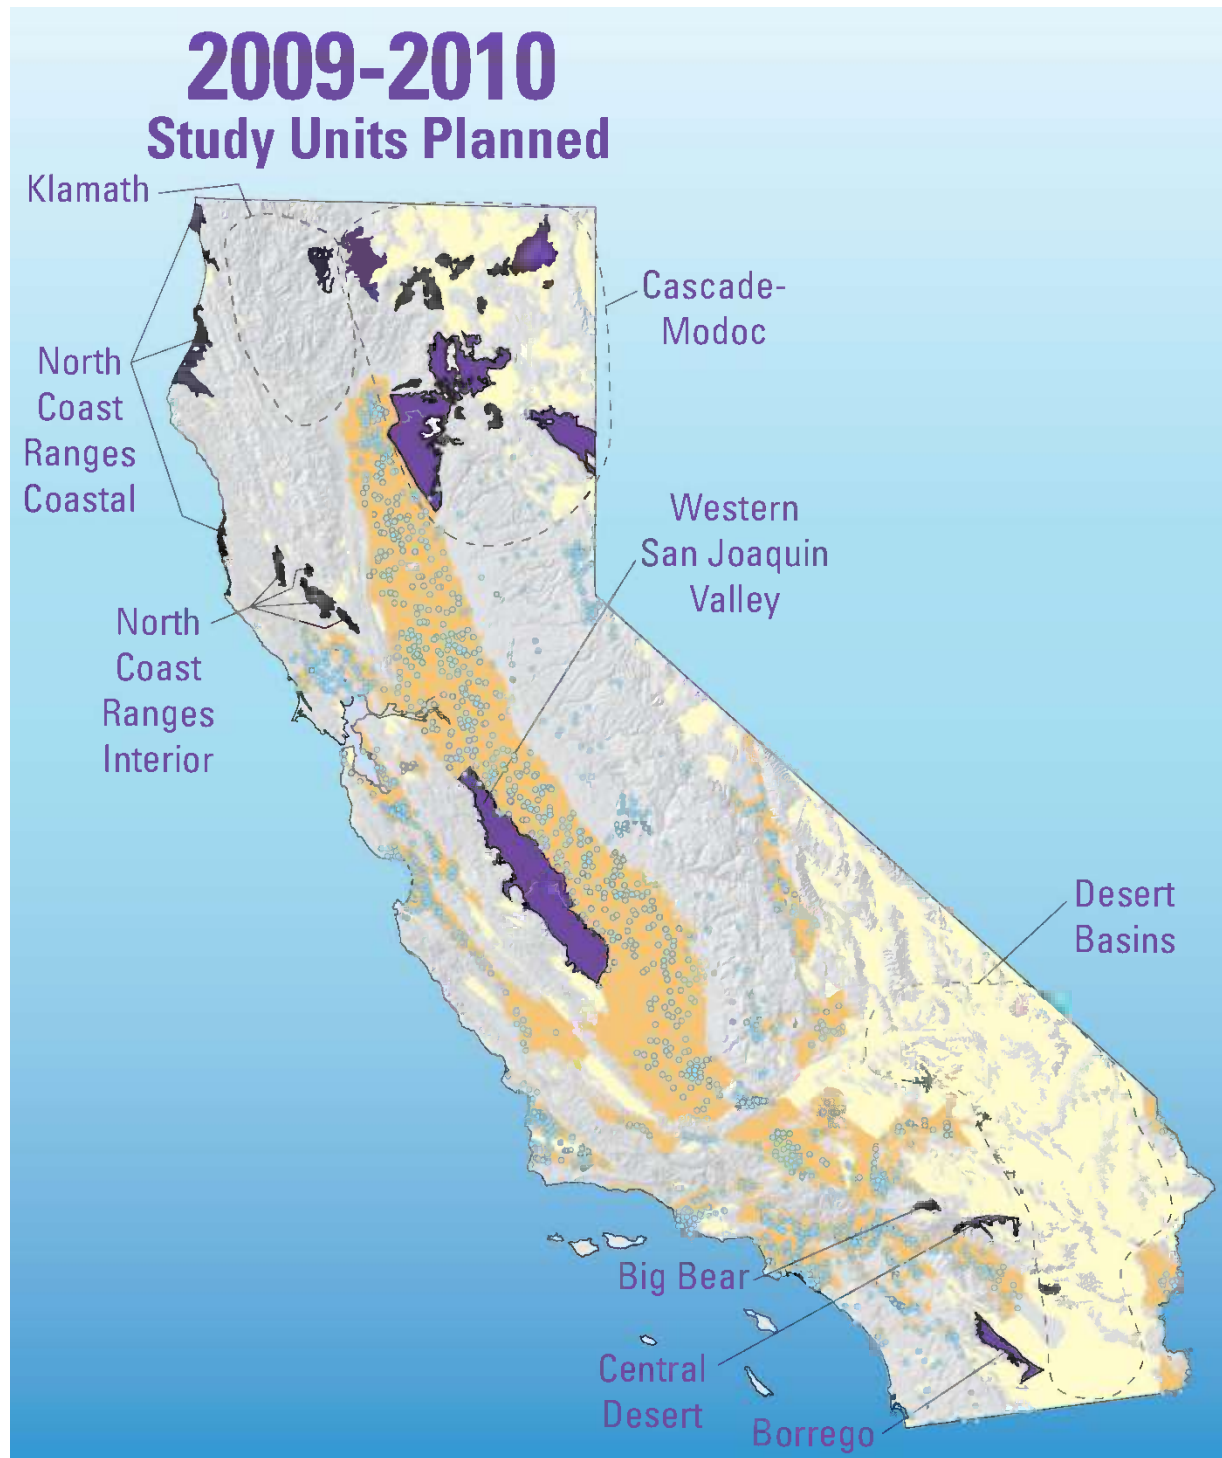 2009-2010
Study Units Planned
Klamath
Cascade-
Modoc
North
Coast
Ranges
Coastal
Western
San Joaquin
Valley
North
Coast
Ranges
Interior
Desert
Basins
Big Bear
Central
Desert
Borrego